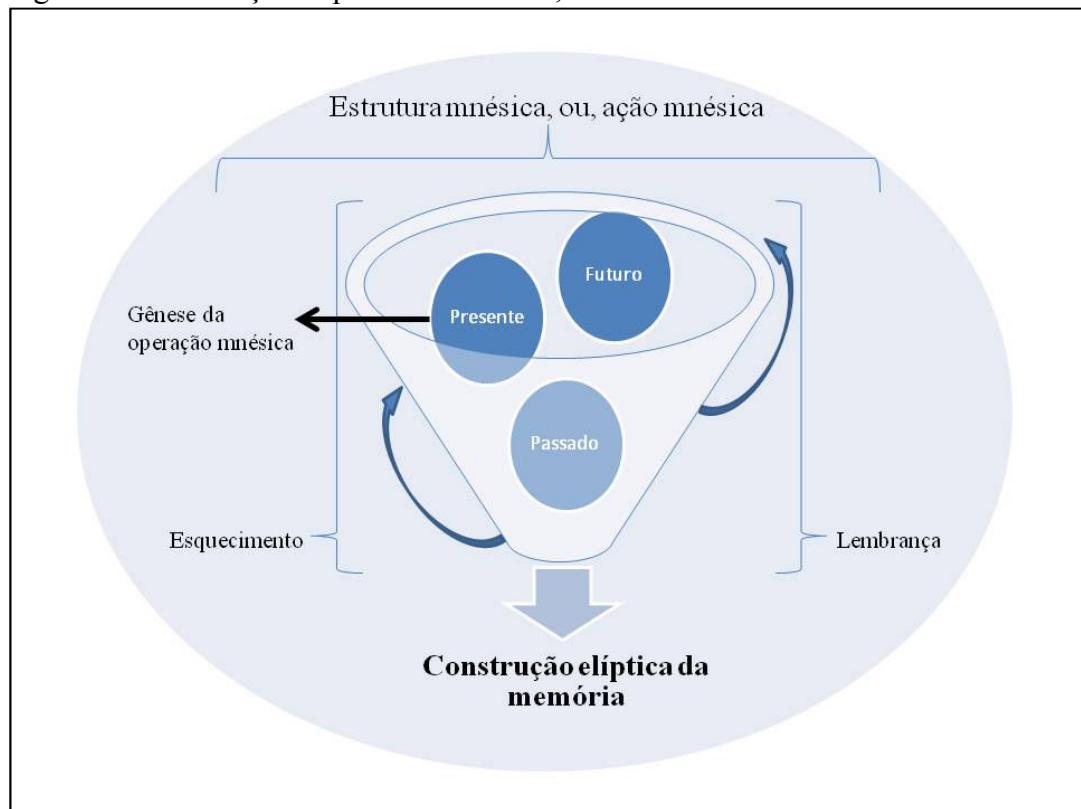 Estrutura mnésica, ou, ação mnésica
Futuro
Presente
Gênese da
operação mnésica
Passado
Esquecimento
Lembrança
Construção elíptica da
memória